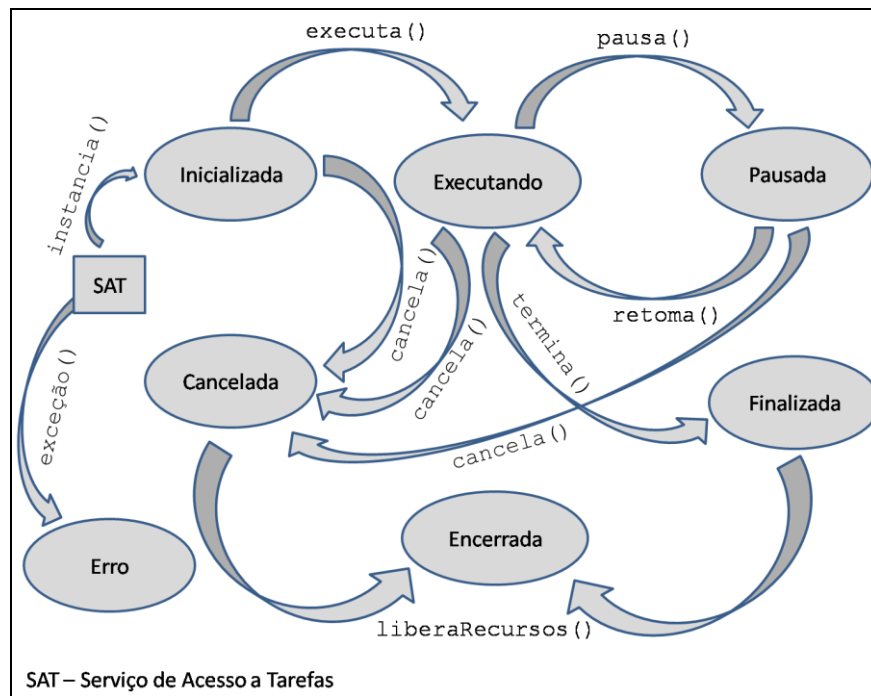 executa()
pausa()
instancia()
Inicializada
Executando
Pausada
SAT
cancela()
cancela()
termina()
retoma()
exceção()
Cancelada
Finalizada
cancela()
Erro
Encerrada
liberaRecursos()
SAT – Serviço de Acesso a Tarefas